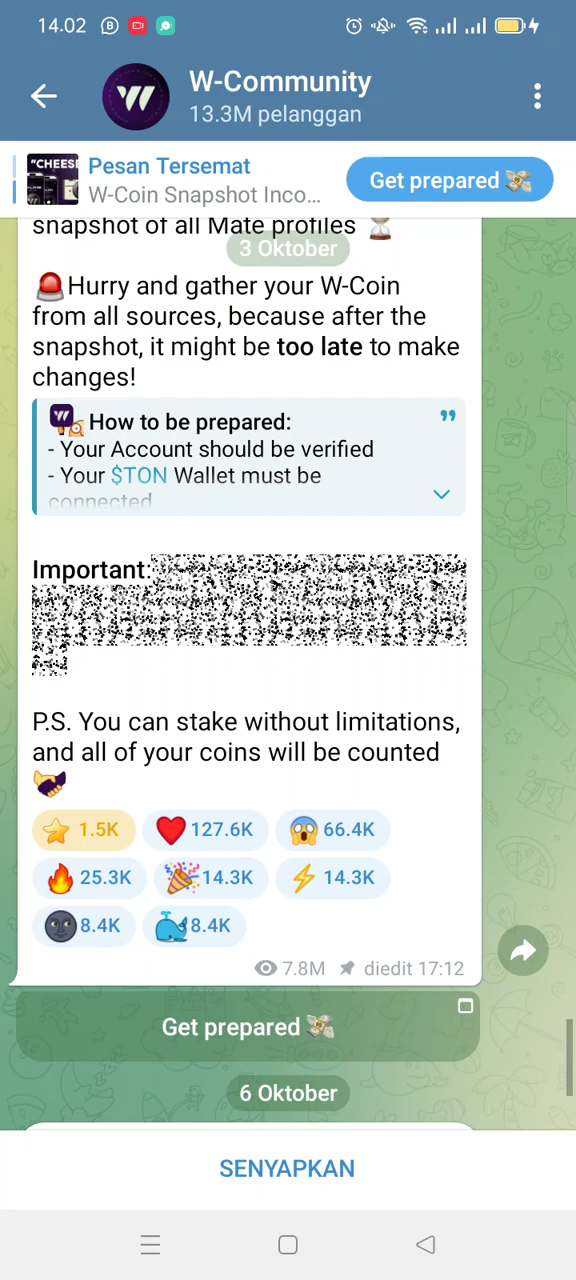 14.02
W-Community
13.3M pelanggan
"CHEESE
Pesan Tersemat
W-Coin Snapshot Inco...
Get prepared 💸
snapshot of all Mate profiles ⏳
3 Oktober
🚨Hurry and gather your W-Coin
from all sources, because after the
snapshot, it might be too late to make
changes!
How to be prepared:
- Your Account should be verified
- Your $TON Wallet must be
connected
Important:
P.S. You can stake without limitations,
and all of your coins will be counted
🤝
⭐ 1.5K ❤️ 127.6K 😱 66.4K
🔥 25.3K 🎉 14.3K ⚡ 14.3K
🌚 8.4K 🐳 8.4K
7.8M diedit 17:12
Get prepared 💸
6 Oktober
SENYAPKAN